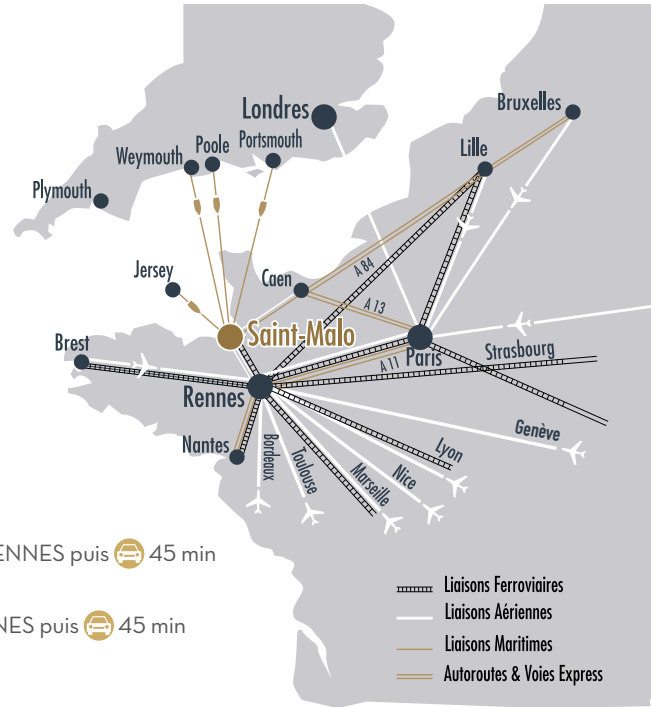 Londres
Bruxelles
Weymouth
Poole
Portsmouth
Lille
Plymouth
Jersey
Caen
A 84
A 13
Saint-Malo
Brest
Paris
A 11
Strasbourg
Rennes
Nantes
Bordeaux
Toulouse
Marseille
Nice
Lyon
Genève
ENNES puis 45 min
NES puis 45 min
Liaisons Ferroviaires
Liaisons Aériennes
Liaisons Maritimes
Autoroutes & Voies Express